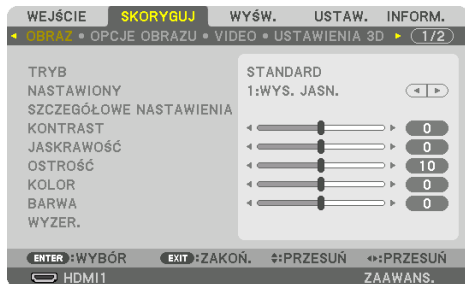 WEJŚCIE SKORYGUJ WYŚW. USTAW. INFORM.
OBRAZ • OPCJE OBRAZU • VIDEO • USTAWIENIA 3D 1/2
TRYB STANDARD
NASTAWIONY 1:WYS. JASN.
SZCZEGÓŁOWE NASTAWIENIA
KONTRAST 0
JASKRAWOŚĆ 0
OSTROŚĆ 10
KOLOR 0
BARWA 0
WYZER.
ENTER :WYBÓR EXIT :ZAKOŃ. :PRZESUŃ :PRZESUŃ
HDMI1 ZAAWANS.